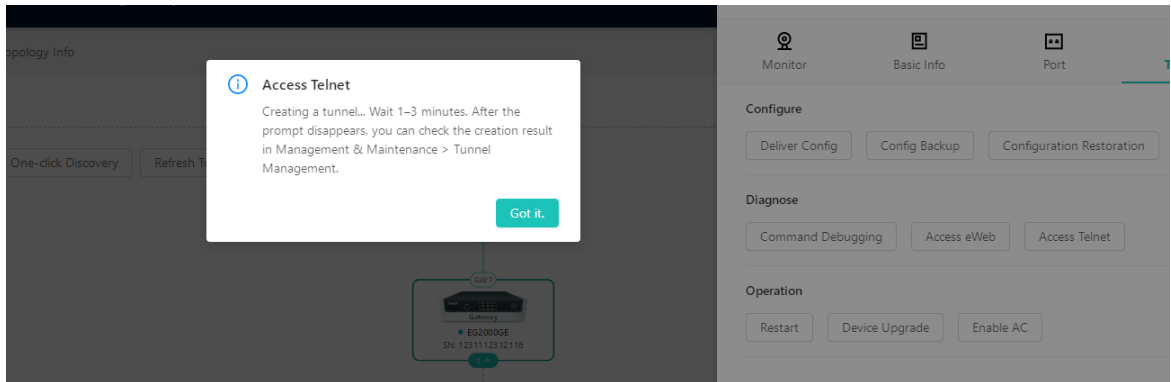 opology Info
Monitor
Basic Info
Port
T
Access Telnet
Creating a tunnel... Wait 1–3 minutes. After the
prompt disappears, you can check the creation result
in Management & Maintenance > Tunnel
Management.
Got it.
Configure
Deliver Config
Config Backup
Configuration Restoration
One-click Discovery
Refresh To
Diagnose
Command Debugging
Access eWeb
Access Telnet
Gi0/7
Gateway
EG2000GE
SN: 1231112312116
1
Operation
Restart
Device Upgrade
Enable AC